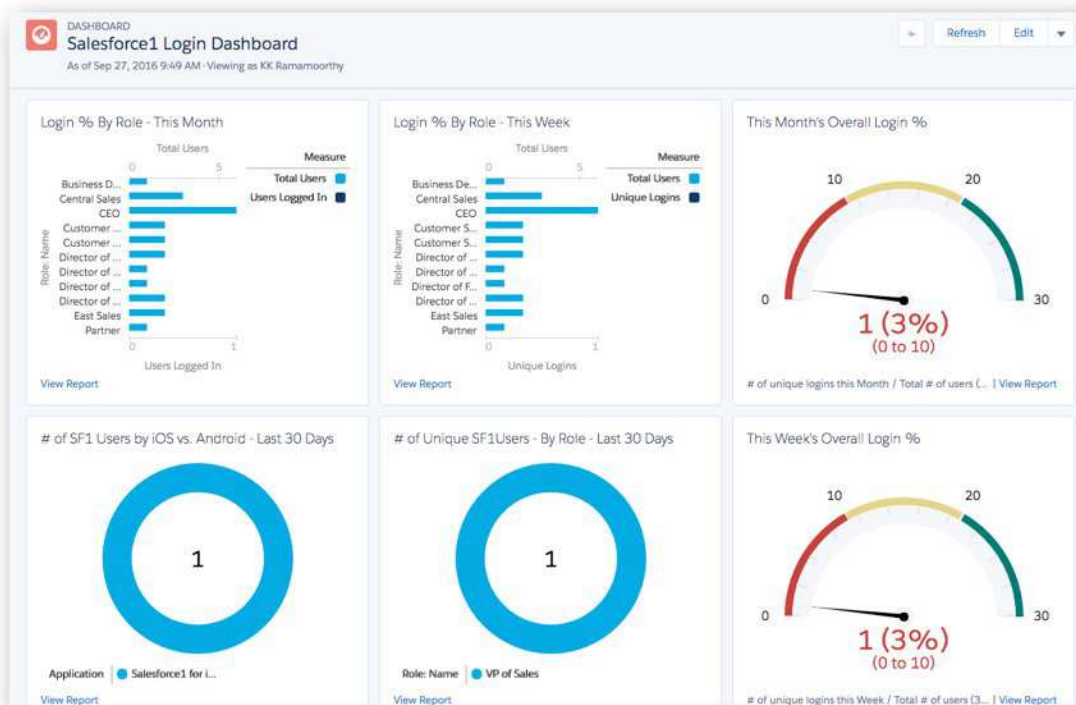 DASHBOARD
Salesforce1 Login Dashboard
As of Sep 27, 2016 9:49 AM · Viewing as KK Ramamoorthy
Refresh
Edit
Login % By Role - This Month
Total Users
0 5
Measure
Total Users
Users Logged In
Role: Name
Business D...
Central Sales
CEO
Customer ...
Customer ...
Director of ...
Director of ...
Director of ...
Director of ...
East Sales
Partner
0 1
Users Logged In
View Report
Login % By Role - This Week
Total Users
0 5
Measure
Total Users
Unique Logins
Role: Name
Business De...
Central Sales
CEO
Customer S...
Customer S...
Director of ...
Director of ...
Director of F...
Director of ...
East Sales
Partner
0 1
Unique Logins
View Report
This Month's Overall Login %
10 20
0 30
1 (3%)
(0 to 10)
# of unique logins this Month / Total # of users (... | View Report
# of SF1 Users by iOS vs. Android - Last 30 Days
1
Application Salesforce1 for i...
View Report
# of Unique SF1Users - By Role - Last 30 Days
1
Role: Name VP of Sales
View Report
This Week's Overall Login %
10 20
0 30
1 (3%)
(0 to 10)
# of unique logins this Week / Total # of users (3... | View Report